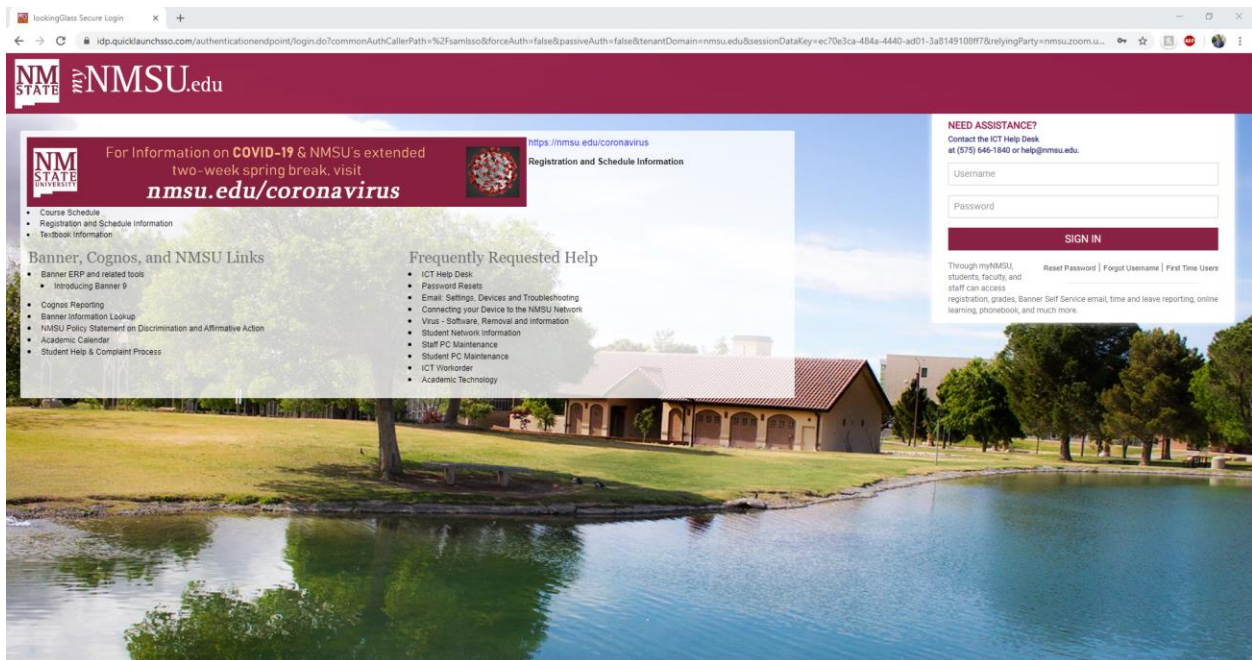 lookingGlass Secure Login
idp.quicklaunchsso.com/authenticationendpoint/login.do?commonAuthCallerPath=%2Fsamlsso&forceAuth=false&passiveAuth=false&tenantDomain=nmsu.edu&sessionDataKey=ec70e3ca-484a-4440-ad01-3a8149108ff7&relyingParty=nmsu.zoom.u...
NM
STATE
myNMSU.edu
NM
STATE
UNIVERSITY
For Information on COVID-19 & NMSU's extended
two-week spring break, visit
nmsu.edu/coronavirus
https://nmsu.edu/coronavirus
Registration and Schedule Information
• Course Schedule
• Registration and Schedule Information
• Textbook Information
Banner, Cognos, and NMSU Links
• Banner ERP and related tools
• Introducing Banner 9
• Cognos Reporting
• Banner Information Lookup
• NMSU Policy Statement on Discrimination and Affirmative Action
• Academic Calendar
• Student Help & Complaint Process
Frequently Requested Help
• ICT Help Desk
• Password Resets
• Email: Settings, Devices and Troubleshooting
• Connecting your Device to the NMSU Network
• Virus - Software, Removal and Information
• Student Network Information
• Staff PC Maintenance
• Student PC Maintenance
• ICT Workorder
• Academic Technology
NEED ASSISTANCE?
Contact the ICT Help Desk
at (575) 646-1840 or help@nmsu.edu.
Username
Password
SIGN IN
Reset Password | Forgot Username | First Time Users
Through myNMSU,
students, faculty, and
staff can access
registration, grades, Banner Self Service email, time and leave reporting, online
learning, phonebook, and much more.